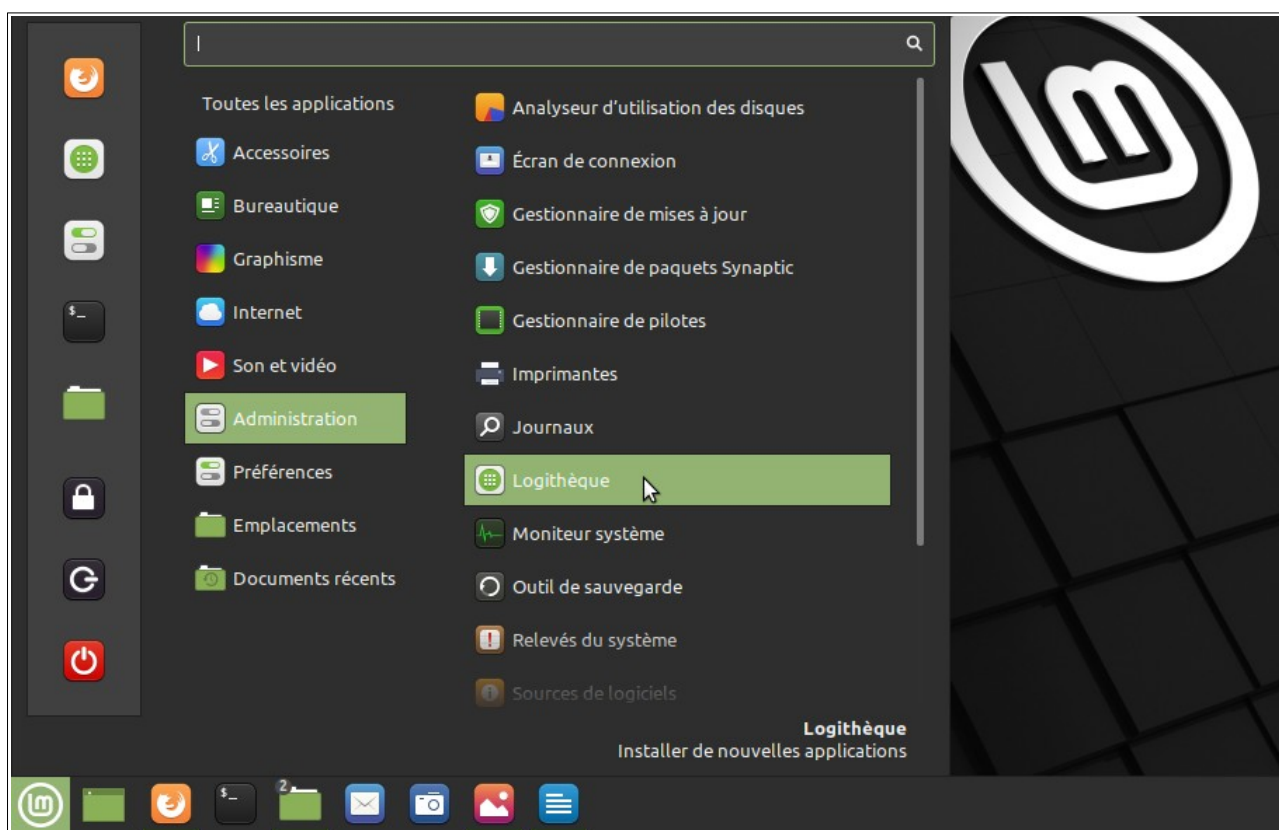 Toutes les applications
Accessoires
Bureautique
Graphisme
Internet
Son et vidéo
Administration
Préférences
Emplacements
Documents récents
Analyseur d’utilisation des disques
Écran de connexion
Gestionnaire de mises à jour
Gestionnaire de paquets Synaptic
Gestionnaire de pilotes
Imprimantes
Journaux
Logithèque
Moniteur système
Outil de sauvegarde
Relevés du système
Sources de logiciels
Logithèque
Installer de nouvelles applications
$_
$_
2